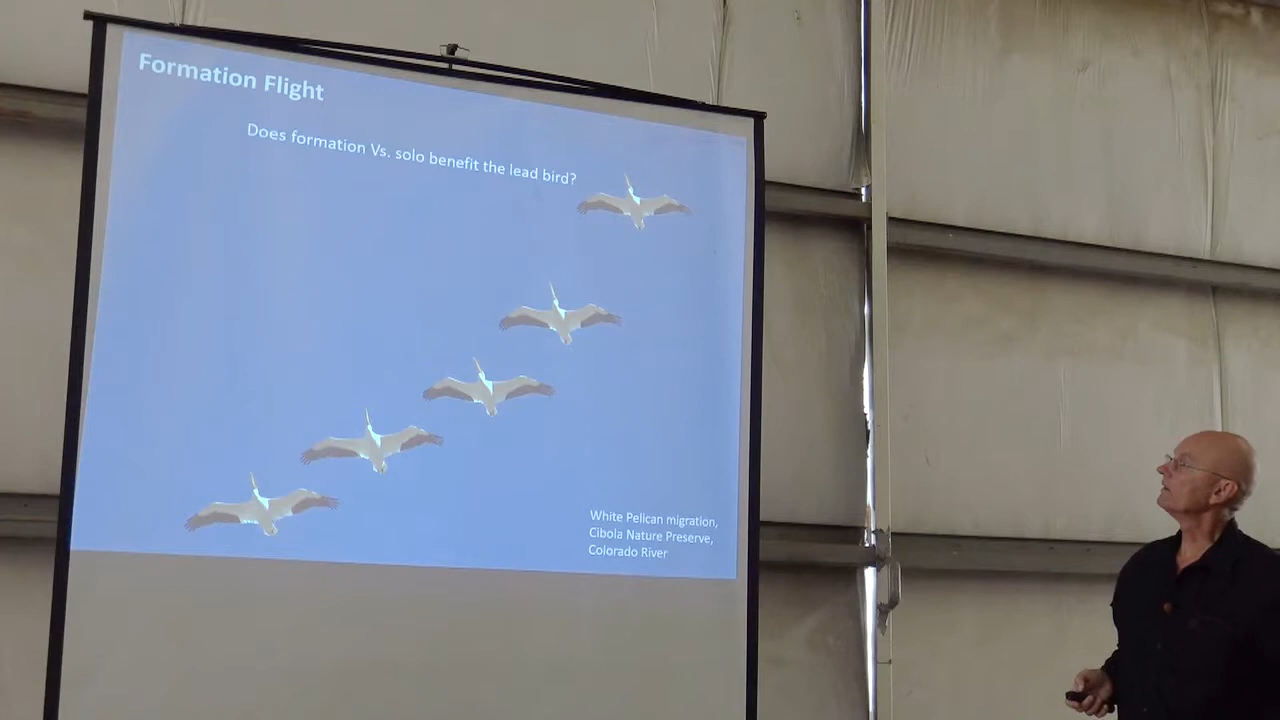 Formation Flight
Does formation Vs. solo benefit the lead bird?
White Pelican migration,
Cibola Nature Preserve,
Colorado River